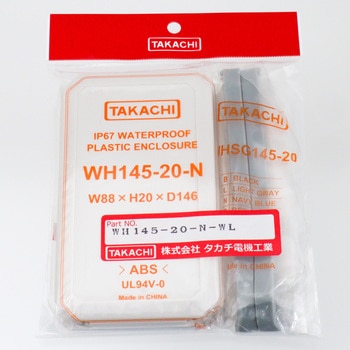 TAKACHI
TAKACHI
IP67 WATERPROOF
PLASTIC ENCLOSURE
WH145-20-N
W88×H20×D146
Part NO.
WH145-20-N-WL
TAKACHI 株式会社 タカチ電機工業
>ABS<
UL94V-0
Made in CHINA
HSG145-20
BLACK
LIGHT GRAY
NAVY BLUE
Made in CHINA